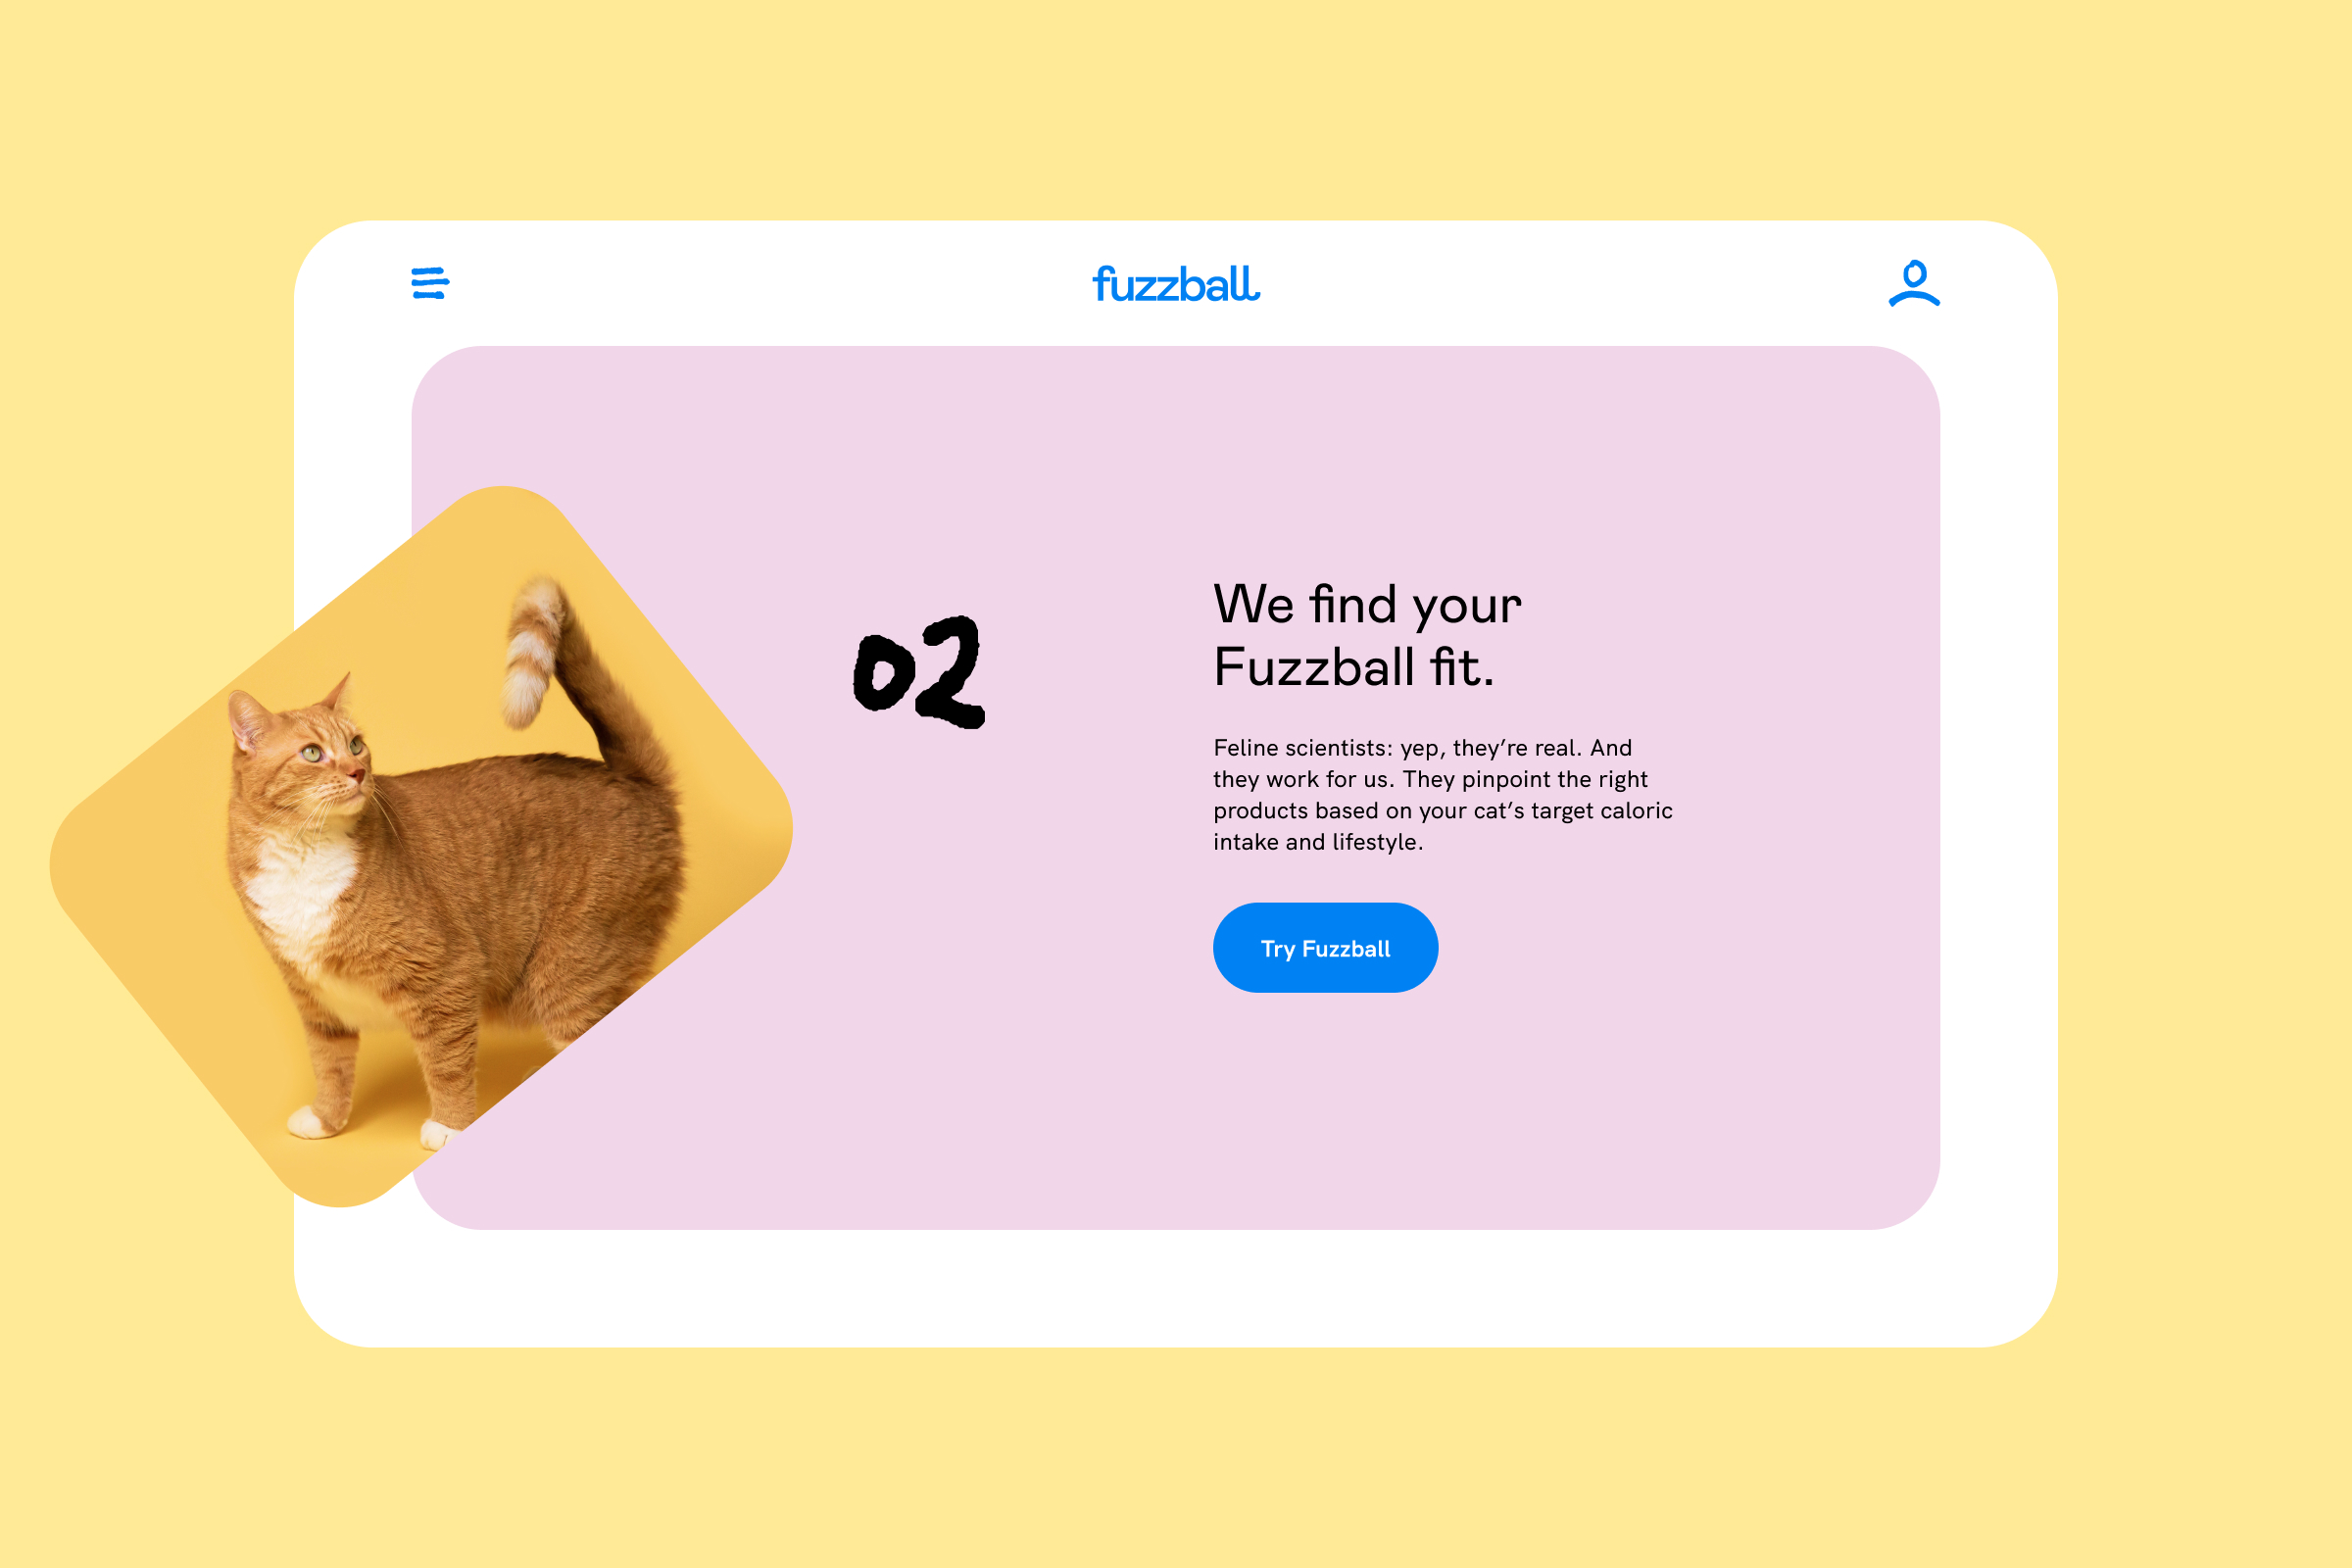 fuzzball
02
We find your
Fuzzball fit.
Feline scientists: yep, they’re real. And
they work for us. They pinpoint the right
products based on your cat’s target caloric
intake and lifestyle.
Try Fuzzball